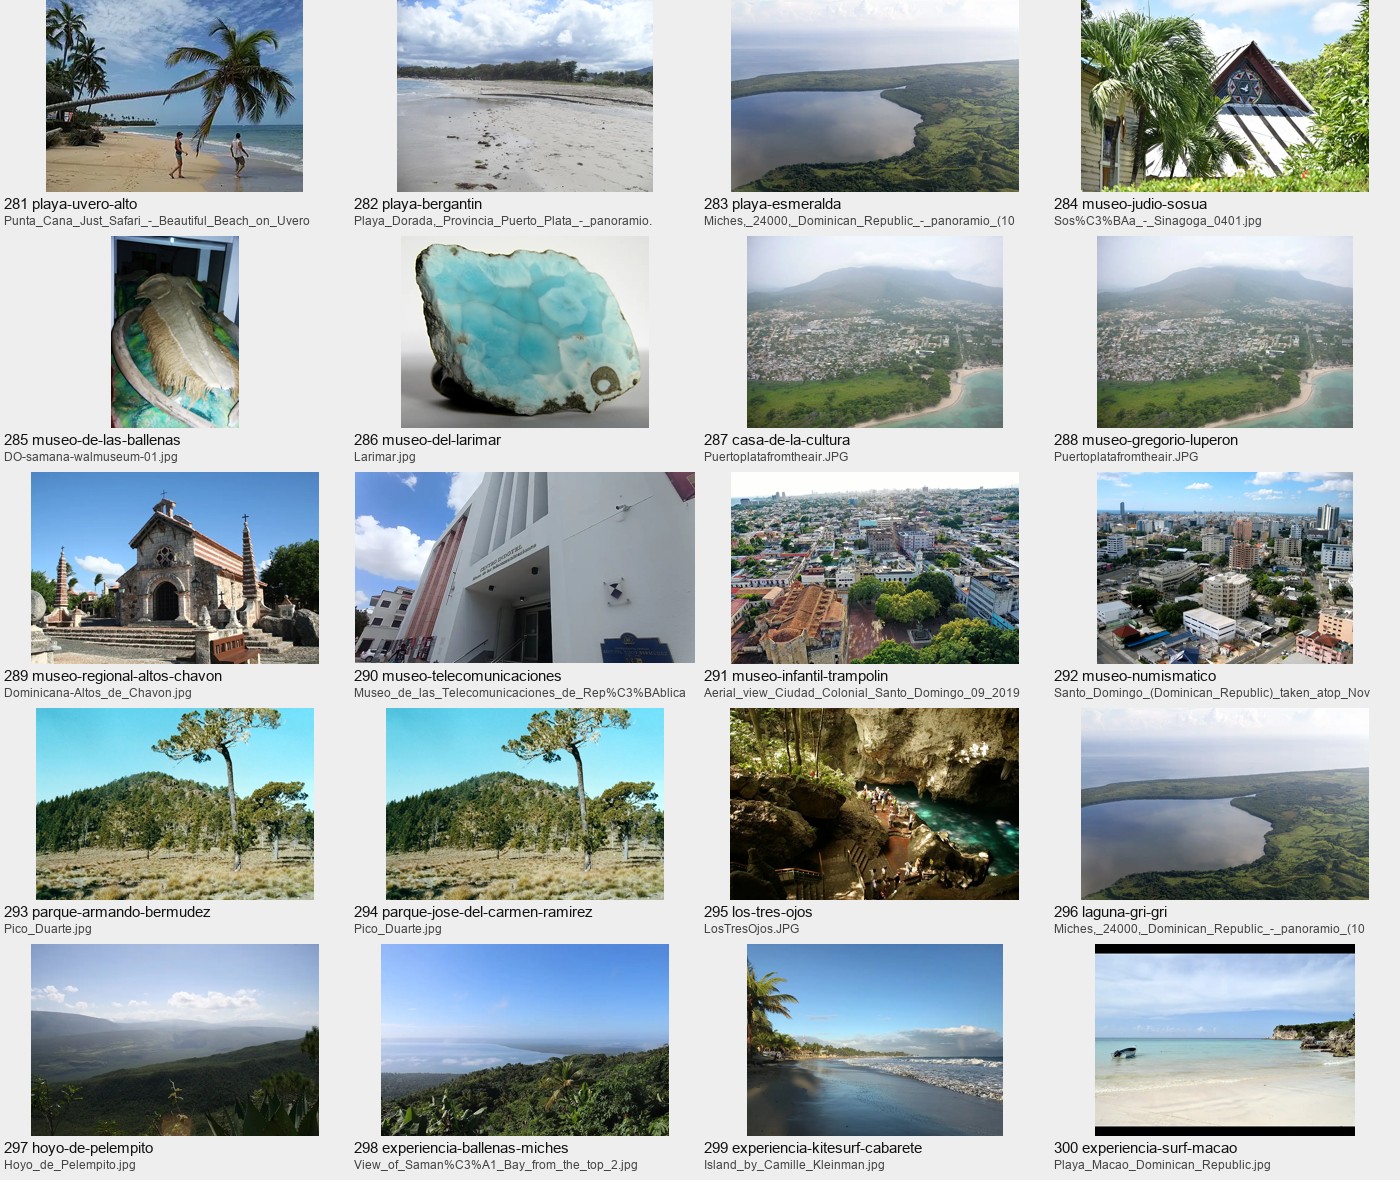 281 playa-uvero-alto
Punta_Cana_Just_Safari_-_Beautiful_Beach_on_Uvero
282 playa-bergantin
Playa_Dorada,_Provincia_Puerto_Plata_-_panoramio.
283 playa-esmeralda
Miches,_24000,_Dominican_Republic_-_panoramio_(10
284 museo-judio-sosua
Sos%C3%BAa_-_Sinagoga_0401.jpg
285 museo-de-las-ballenas
DO-samana-walmuseum-01.jpg
286 museo-del-larimar
Larimar.jpg
287 casa-de-la-cultura
Puertoplatafromtheair.JPG
288 museo-gregorio-luperon
Puertoplatafromtheair.JPG
289 museo-regional-altos-chavon
Dominicana-Altos_de_Chavon.jpg
290 museo-telecomunicaciones
Museo_de_las_Telecomunicaciones_de_Rep%C3%BAblica
291 museo-infantil-trampolin
Aerial_view_Ciudad_Colonial_Santo_Domingo_09_2019
292 museo-numismatico
Santo_Domingo_(Dominican_Republic)_taken_atop_Nov
293 parque-armando-bermudez
Pico_Duarte.jpg
294 parque-jose-del-carmen-ramirez
Pico_Duarte.jpg
295 los-tres-ojos
LosTresOjos.JPG
296 laguna-gri-gri
Miches,_24000,_Dominican_Republic_-_panoramio_(10
297 hoyo-de-pelempito
Hoyo_de_Pelempito.jpg
298 experiencia-ballenas-miches
View_of_Saman%C3%A1_Bay_from_the_top_2.jpg
299 experiencia-kitesurf-cabarete
Island_by_Camille_Kleinman.jpg
300 experiencia-surf-macao
Playa_Macao_Dominican_Republic.jpg